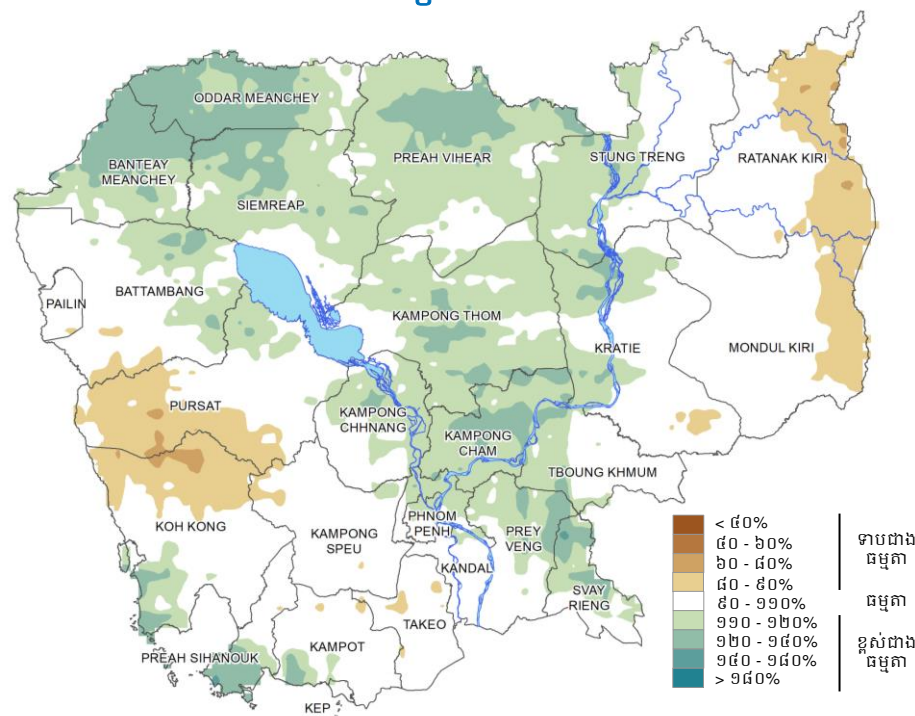 ODDAR MEANCHEY
BANTEAY
MEANCHEY
PREAH VIHEAR
STUNG TRENG
RATANAK KIRI
SIEMREAP
PAILIN
BATTAMBANG
KAMPONG THOM
KRATIE
MONDUL KIRI
PURSAT
KAMPONG
CHHNANG
KAMPONG
CHAM
TBOUNG KHMUM
KOH KONG
KAMPONG
SPEU
PHNOM
PENH
PREY
VENG
KANDAL
SVAY
RIENG
TAKEO
PREAH SIHANOUK
KAMPOT
KEP
< ៤០%
៤០ - ៦០%
៦០ - ៨០%
៨០ - ៩០%
៩០ - ១១០%
១១០ - ១២០%
១២០ - ១៤០%
១៤០ - ១៨០%
> ១៨០%
ទាបជាង
ធម្មតា
ធម្មតា
ខ្ពស់ជាង
ធម្មតា